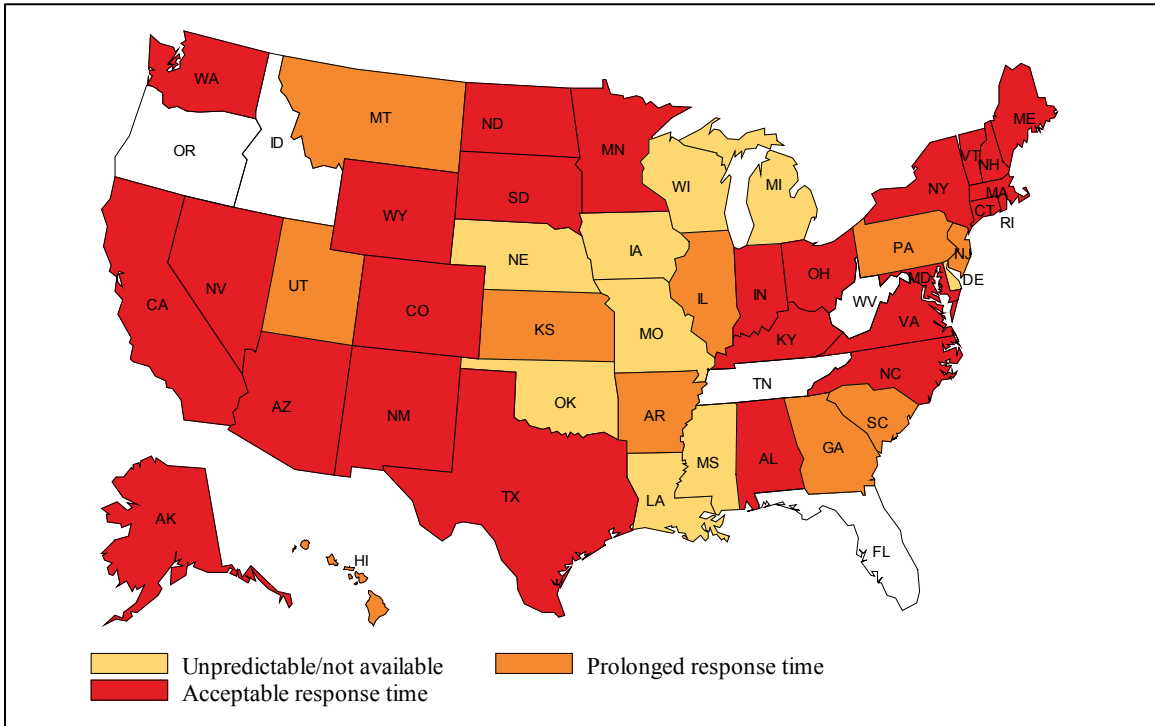 WA
ME
MT
ND
VT
MN
OR
ID
NH
NY
MA
WI
MI
SD
CT
WY
RI
PA
NJ
IA
NE
OH
MD
DE
NV
UT
IL
IN
CA
CO
WV
VA
KS
MO
KY
NC
TN
AZ
NM
OK
AR
SC
GA
AL
MS
TX
LA
AK
FL
HI
Unpredictable/not available
Prolonged response time
Acceptable response time